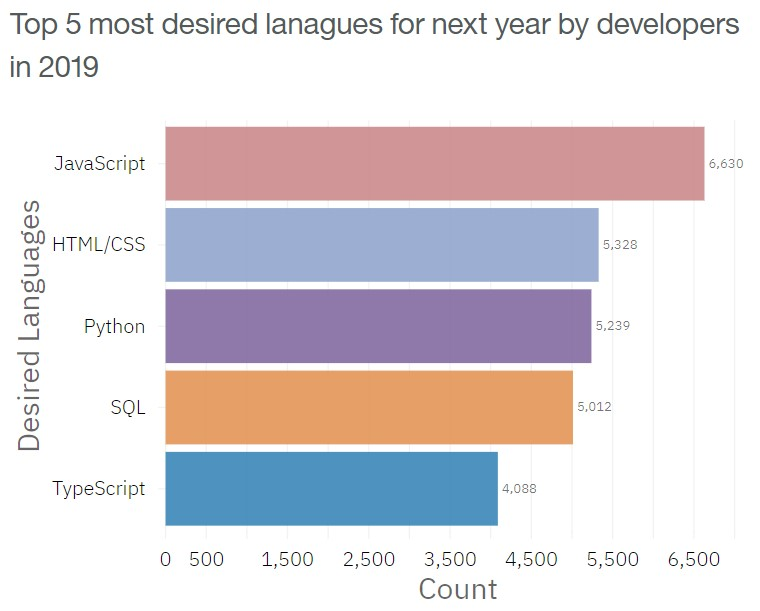 Top 5 most desired lanagues for next year by developers
in 2019
Desired Languages
JavaScript
6,630
HTML/CSS
5,328
Python
5,239
SQL
5,012
TypeScript
4,088
0 500 1,500 2,500 3,500 4,500 5,500 6,500
Count